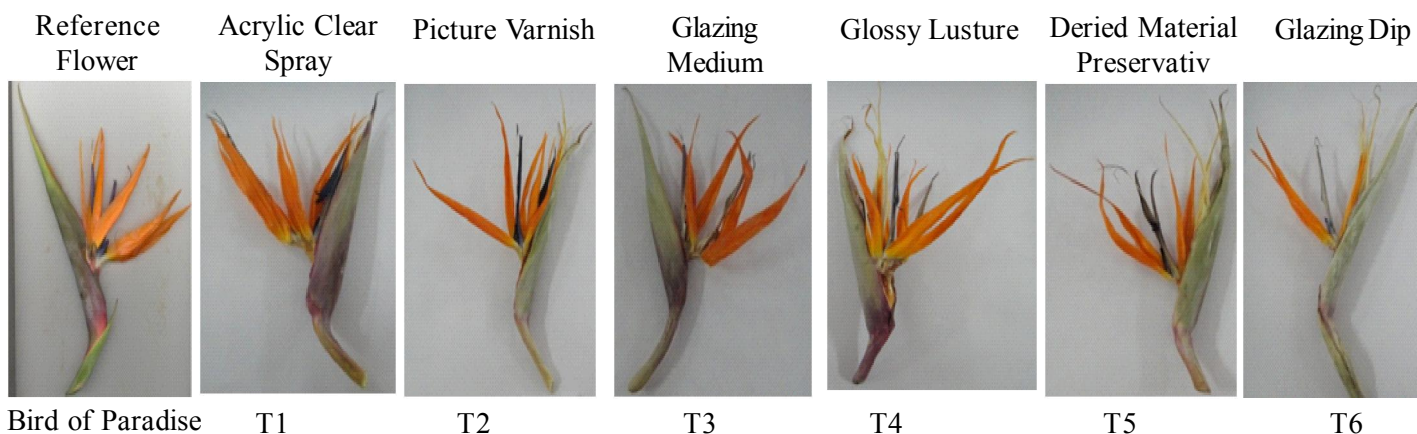 Reference
Flower
Acrylic Clear
Spray
Picture Varnish
Glazing
Medium
Glossy Lusture
Deried Material
Preservativ
Glazing Dip
Bird of Paradise
T1
T2
T3
T4
T5
T6